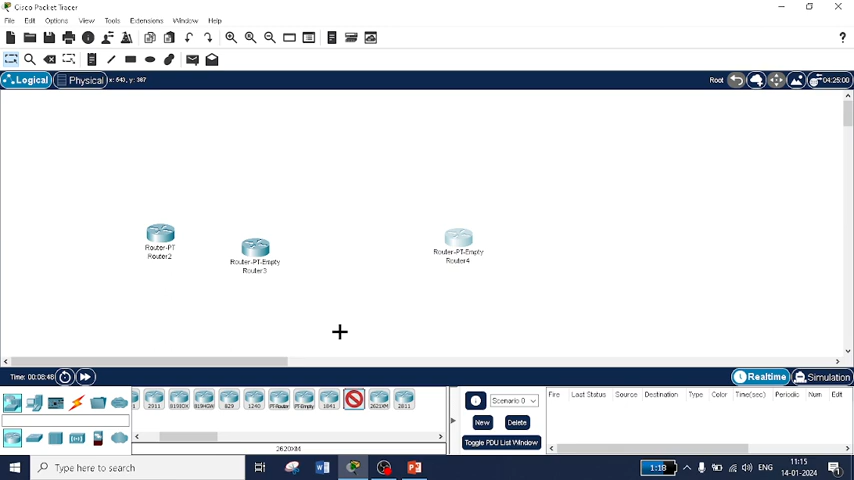 Cisco Packet Tracer
File Edit Options View Tools Extensions Window Help
?
Logical Physical x: 543, y: 387 Root 04:25:00
Router-PT
Router2
Router-PT-Empty
Router3
Router-PT-Empty
Router4
Time: 00:08:48 Realtime Simulation
2911 819IOX 819HGW 829 1240 PT-Router PT-Empty 1841 2621XM 2811
2620XM
Scenario 0
New Delete
Toggle PDU List Window
Fire Last Status Source Destination Type Color Time(sec) Periodic Num Edit
Type here to search
1:18
ENG
11:15
14-01-2024